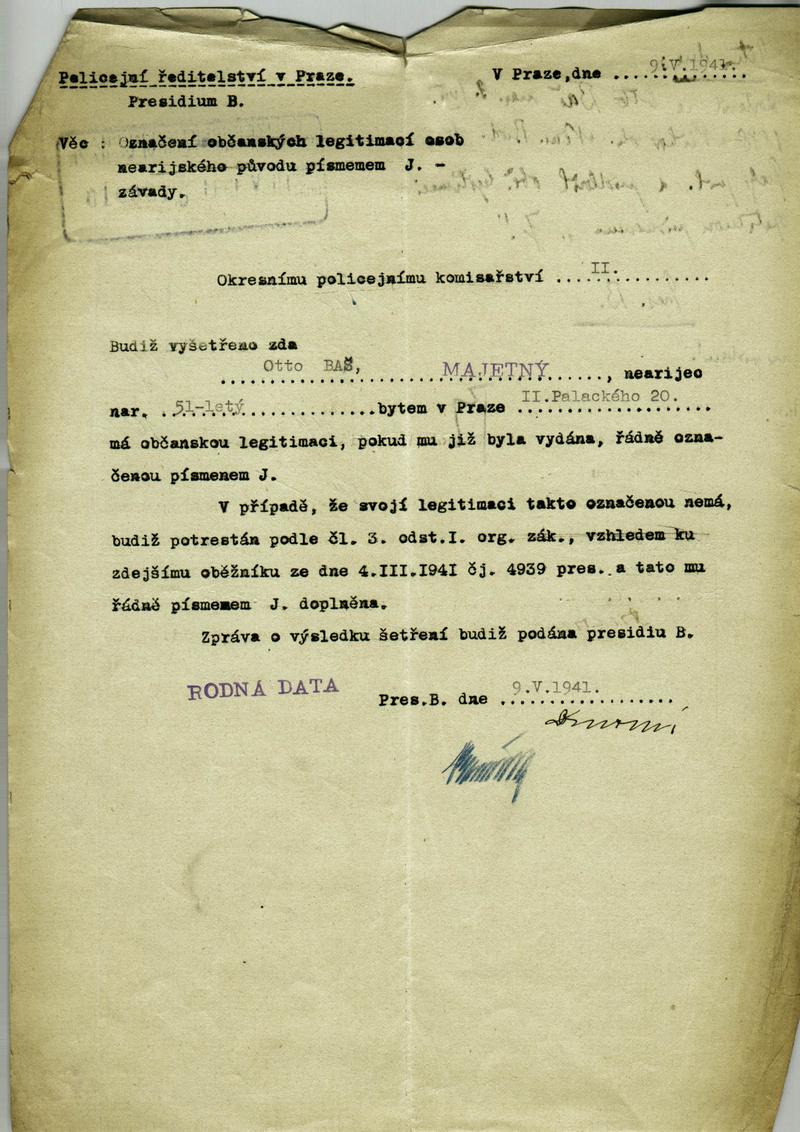 Policejní ředitelství v Praze.
V Praze,dne 9.V.1941.
Presidium B.
Věc : Označení občanských legitimací osob
nearijského původu písmemem J. -
závady.
Okresnímu policejnímu komisařství ...II...........
Budiž vyšetřeno zda
Otto BAŠ, MAJETNÝ ......, nearijec
nar. .51-letý...............bytem v Praze II.Palackého 20.
má občanskou legitimaci, pokud mu již byla vydána, řádně ozna-
čenou písmenem J.
V případě, že svojí legitimaci takto označenou nemá,
budiž potrestán podle čl. 3. odst.I. org. zák., vzhledem ku
zdejšímu oběžníku ze dne 4.III.1941 čj. 4939 pres. a tato mu
řádně písmenem J. doplněna.
Zpráva o výsledku šetření budiž podána presidiu B.
RODNÁ DATA
Pres.B. dne 9.V.1941.